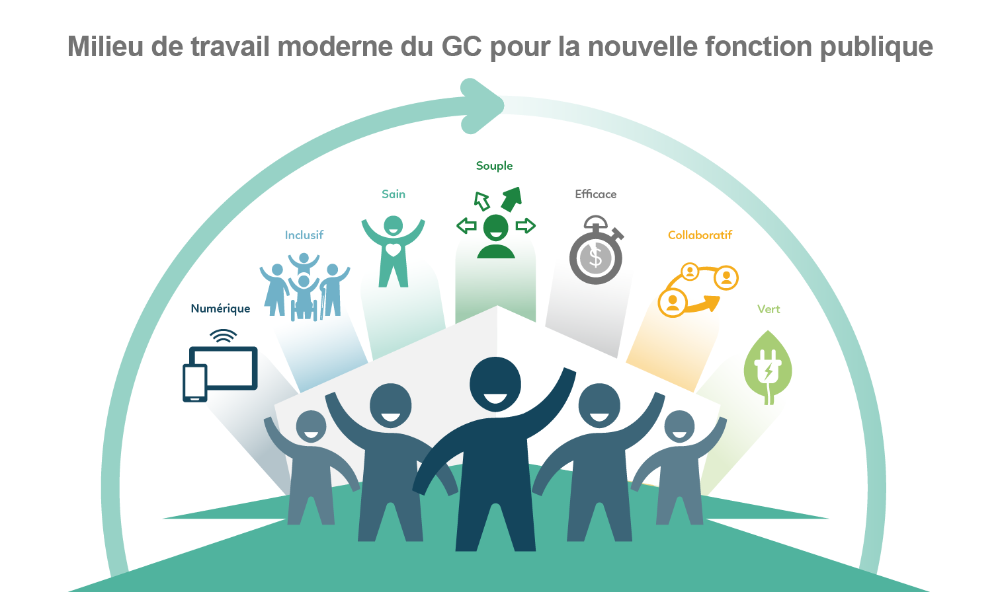 Milieu de travail moderne du GC pour la nouvelle fonction publique
Souple
Sain
Efficace
Inclusif
Collaboratif
Numérique
Vert
$